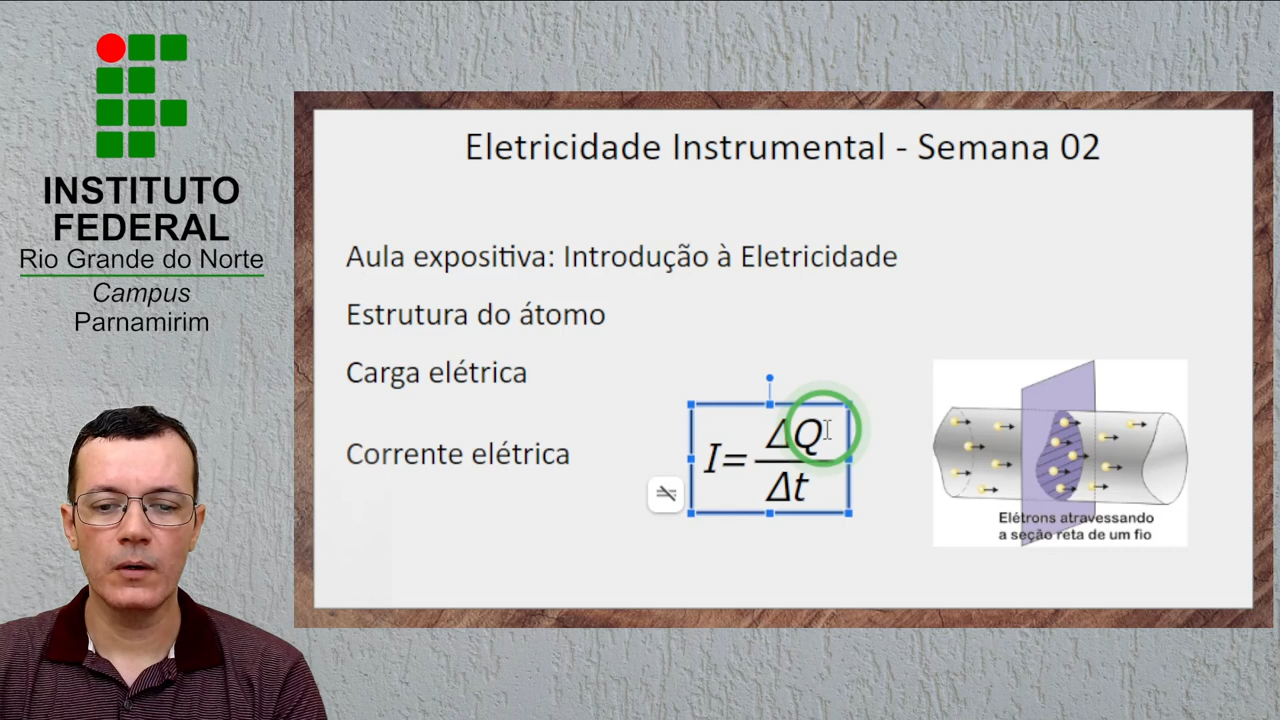 INSTITUTO
FEDERAL
Rio Grande do Norte
Campus
Parnamirim
Eletricidade Instrumental - Semana 02
Aula expositiva: Introdução à Eletricidade
Estrutura do átomo
Carga elétrica
Corrente elétrica
I = ΔQ / Δt
Elétrons atravessando
a seção reta de um fio